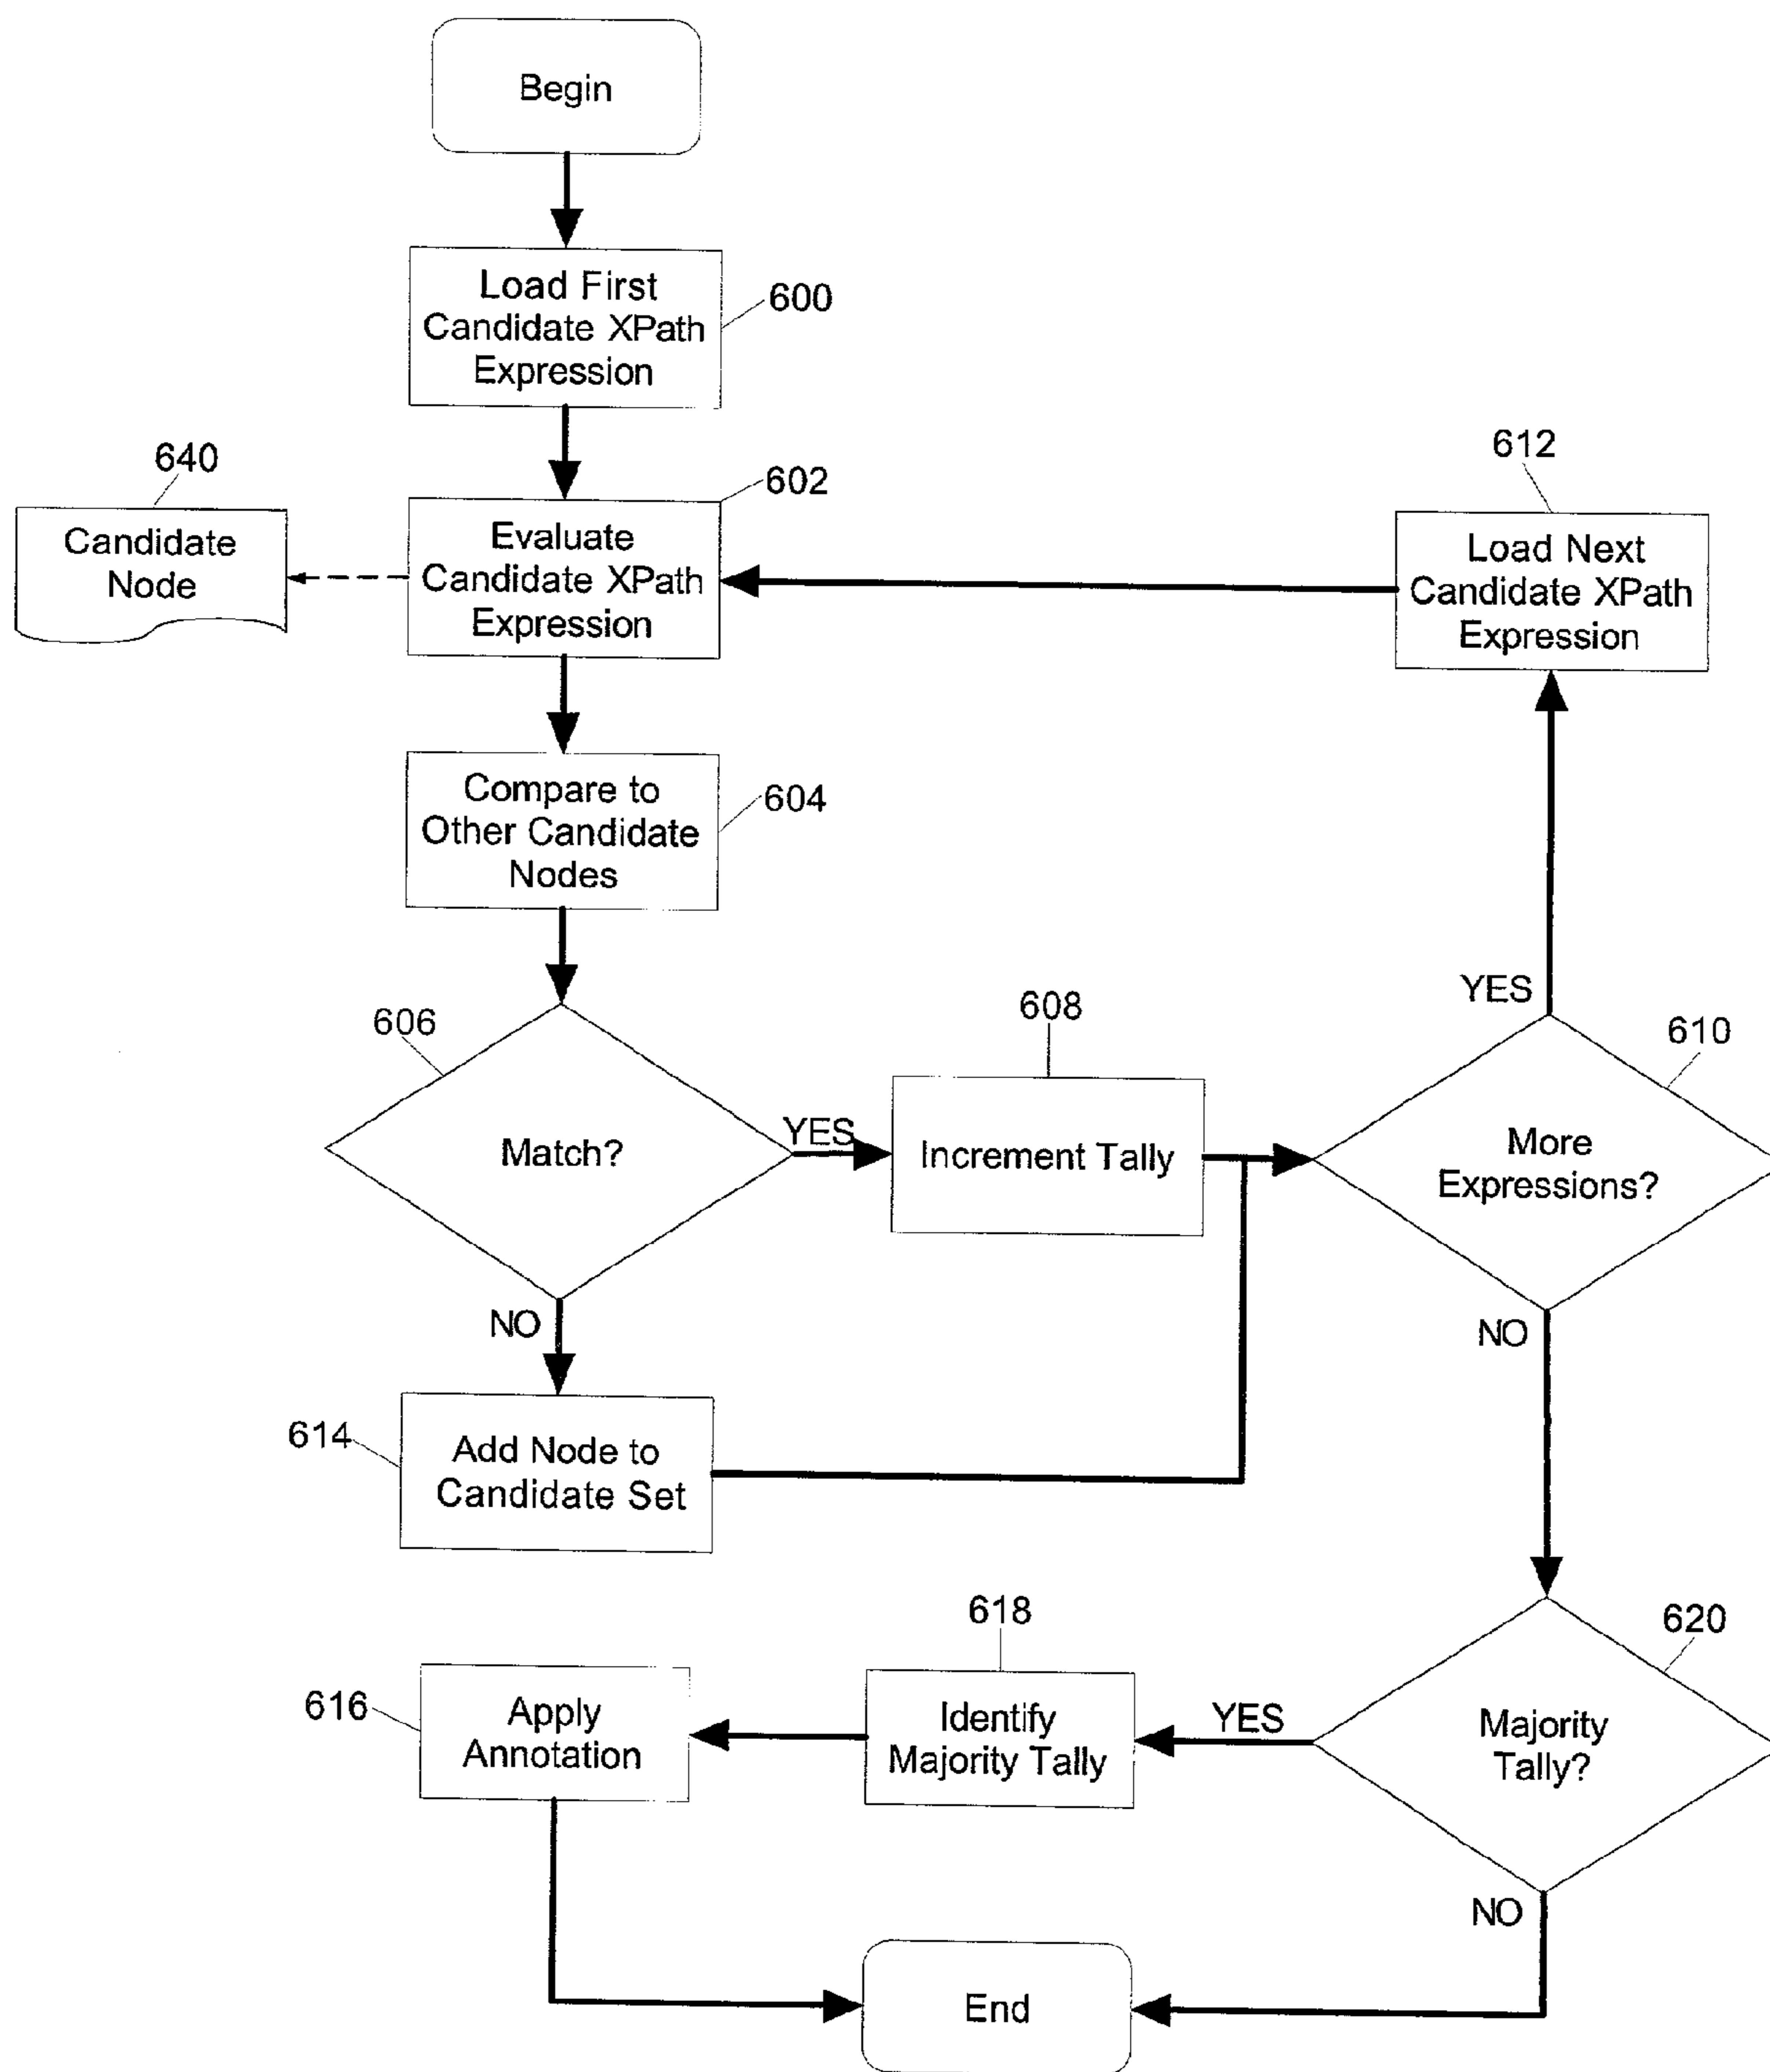 Begin
Load First
Candidate XPath
Expression
600
640
602
612
Candidate
Node
Evaluate
Candidate XPath
Expression
Load Next
Candidate XPath
Expression
Compare to
Other Candidate
Nodes
604
YES
606
608
610
Match?
YES
Increment Tally
More
Expressions?
NO
NO
614
Add Node to
Candidate Set
618
620
616
Apply
Annotation
Identify
Majority Tally
YES
Majority
Tally?
NO
End